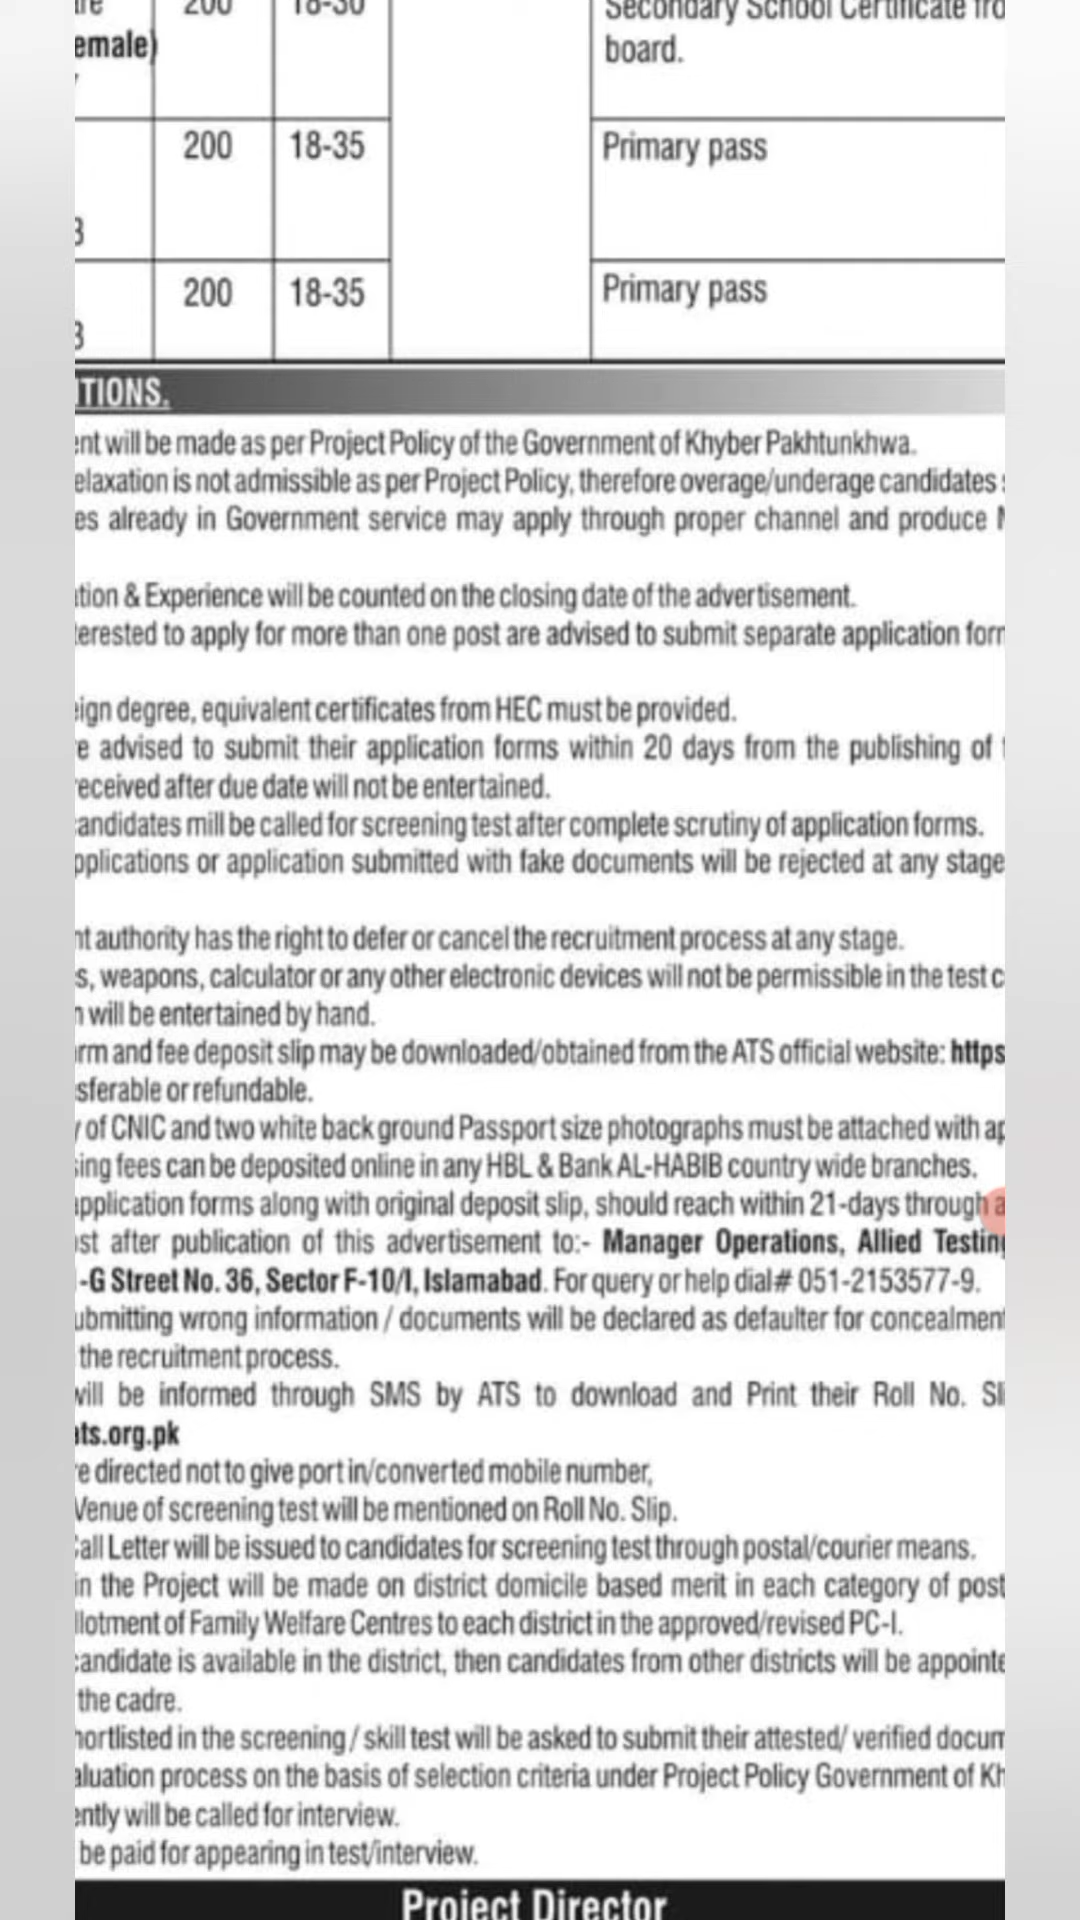 200 18-30 Secondary School Certificate
emale)
board.
200 18-35 Primary pass
3
200 18-35 Primary pass
3
TIONS.
nt will be made as per Project Policy of the Government of Khyber Pakhtunkhwa.
elaxation is not admissible as per Project Policy, therefore overage/underage candidates
es already in Government service may apply through proper channel and produce
tion & Experience will be counted on the closing date of the advertisement.
erested to apply for more than one post are advised to submit separate application for
ign degree, equivalent certificates from HEC must be provided.
e advised to submit their application forms within 20 days from the publishing of
eceived after due date will not be entertained.
andidates mill be called for screening test after complete scrutiny of application forms.
pplications or application submitted with fake documents will be rejected at any stage
nt authority has the right to defer or cancel the recruitment process at any stage.
s, weapons, calculator or any other electronic devices will not be permissible in the test c
n will be entertained by hand.
rm and fee deposit slip may be downloaded/obtained from the ATS official website: https
sferable or refundable.
y of CNIC and two white back ground Passport size photographs must be attached with ap
ing fees can be deposited online in any HBL & Bank AL-HABIB country wide branches.
application forms along with original deposit slip, should reach within 21-days through a
st after publication of this advertisement to:- Manager Operations, Allied Testin
-G Street No. 36, Sector F-10/I, Islamabad. For query or help dial# 051-2153577-9.
ubmitting wrong information / documents will be declared as defaulter for concealment
the recruitment process.
will be informed through SMS by ATS to download and Print their Roll No. Sli
ats.org.pk
e directed not to give port in/converted mobile number,
Venue of screening test will be mentioned on Roll No. Slip.
Call Letter will be issued to candidates for screening test through postal/courier means.
in the Project will be made on district domicile based merit in each category of post
llotment of Family Welfare Centres to each district in the approved/revised PC-I.
candidate is available in the district, then candidates from other districts will be appointe
the cadre.
hortlisted in the screening / skill test will be asked to submit their attested/ verified docum
aluation process on the basis of selection criteria under Project Policy Government of Kh
ently will be called for interview.
be paid for appearing in test/interview.
Project Director